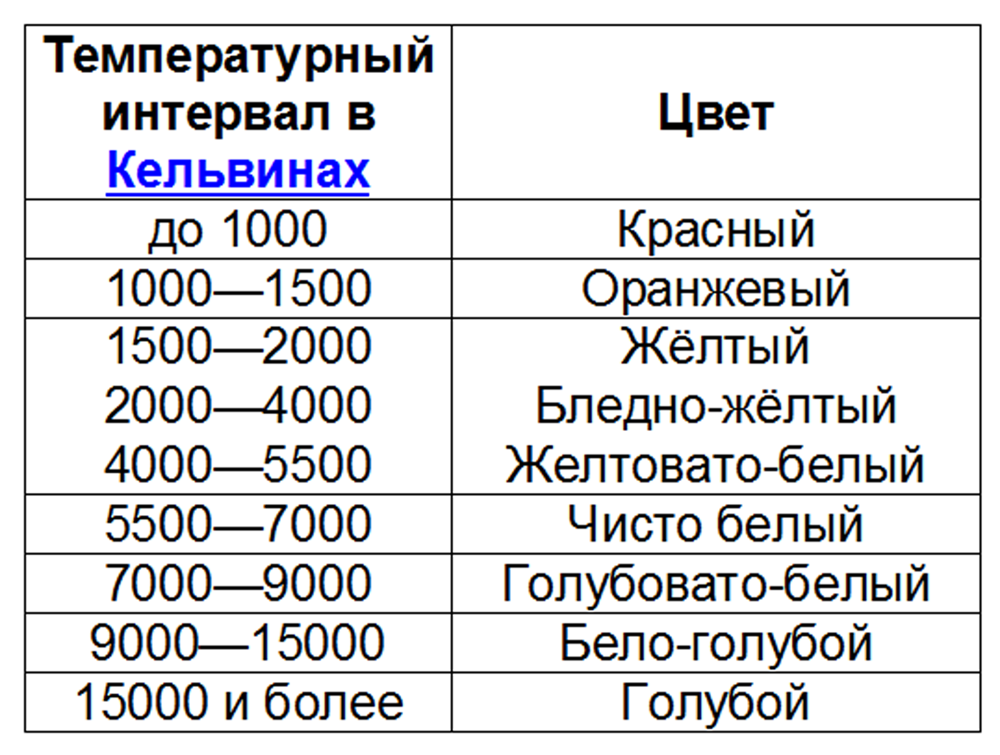 Температурный
интервал в
Кельвинах
Цвет
до 1000 Красный
1000—1500 Оранжевый
1500—2000 Жёлтый
2000—4000 Бледно-жёлтый
4000—5500 Желтовато-белый
5500—7000 Чисто белый
7000—9000 Голубовато-белый
9000—15000 Бело-голубой
15000 и более Голубой